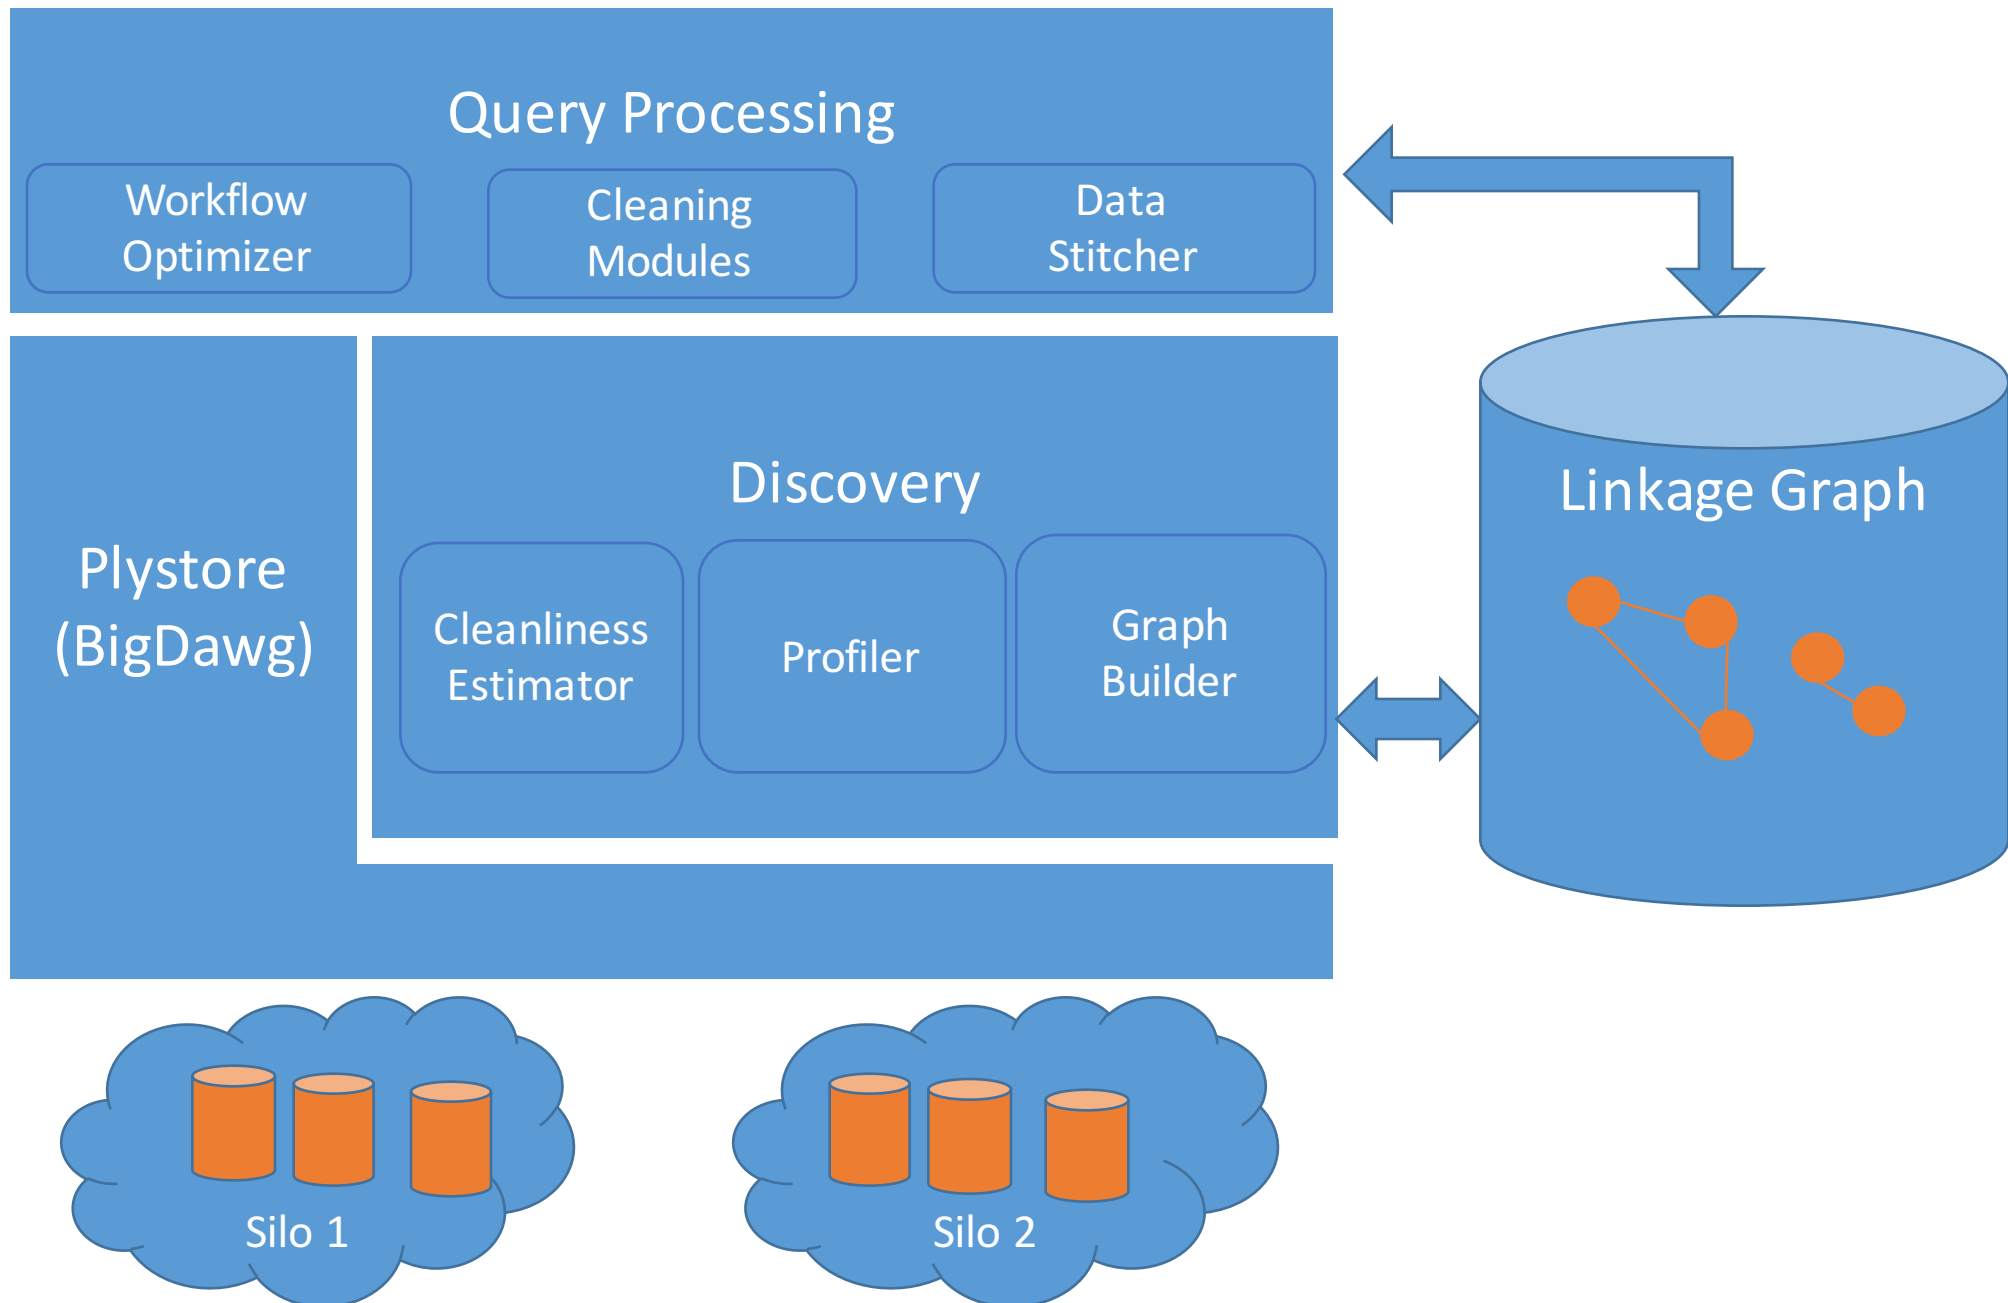 Query Processing
Workflow
Optimizer
Cleaning
Modules
Data
Stitcher
Plystore
(BigDawg)
Discovery
Cleanliness
Estimator
Profiler
Graph
Builder
Linkage Graph
Silo 1
Silo 2